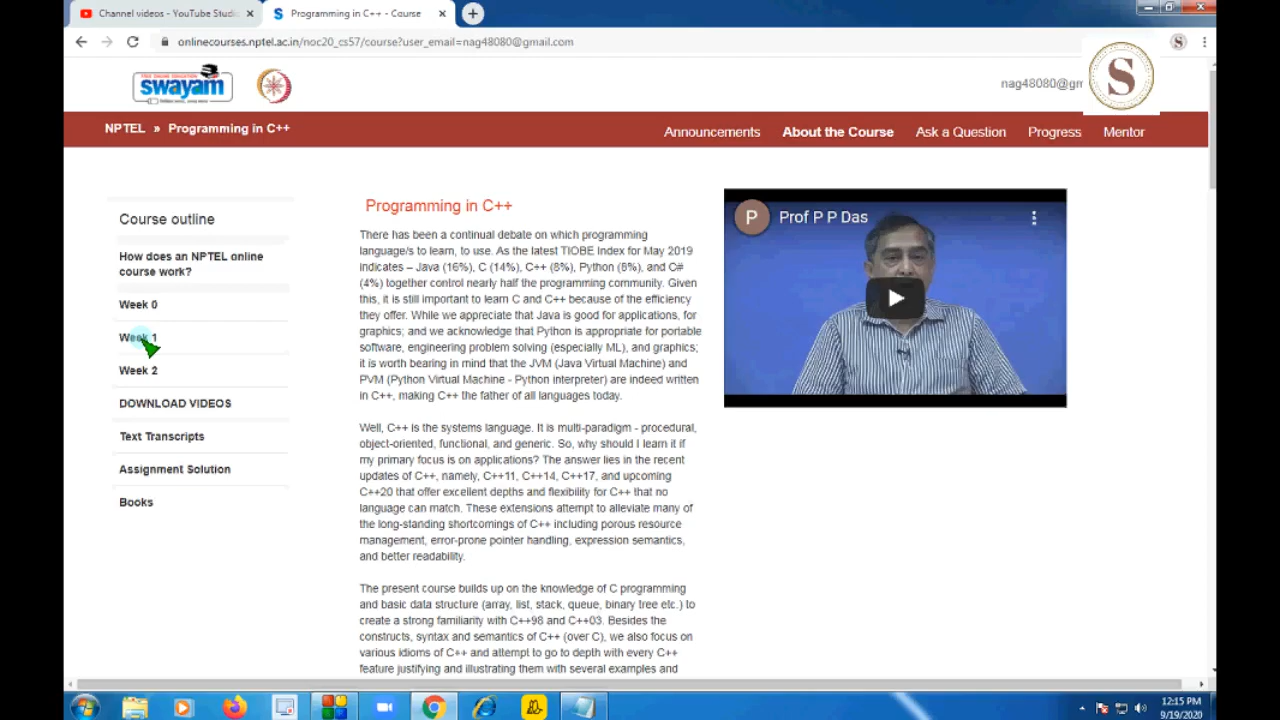 Channel videos - YouTube Studi
Programming in C++ - Course
onlinecourses.nptel.ac.in/noc20_cs57/course?user_email=nag48080@gmail.com
swayam
nag48080@gm
S
NPTEL » Programming in C++
Announcements About the Course Ask a Question Progress Mentor
Course outline
How does an NPTEL online
course work?
Week 0
Week 1
Week 2
DOWNLOAD VIDEOS
Text Transcripts
Assignment Solution
Books
Programming in C++
There has been a continual debate on which programming
language/s to learn, to use. As the latest TIOBE Index for May 2019
indicates – Java (16%), C (14%), C++ (8%), Python (8%), and C#
(4%) together control nearly half the programming community. Given
this, it is still important to learn C and C++ because of the efficiency
they offer. While we appreciate that Java is good for applications, for
graphics; and we acknowledge that Python is appropriate for portable
software, engineering problem solving (especially ML), and graphics;
it is worth bearing in mind that the JVM (Java Virtual Machine) and
PVM (Python Virtual Machine - Python interpreter) are indeed written
in C++, making C++ the father of all languages today.
Well, C++ is the systems language. It is multi-paradigm - procedural,
object-oriented, functional, and generic. So, why should I learn it if
my primary focus is on applications? The answer lies in the recent
updates of C++, namely, C++11, C++14, C++17, and upcoming
C++20 that offer excellent depths and flexibility for C++ that no
language can match. These extensions attempt to alleviate many of
the long-standing shortcomings of C++ including porous resource
management, error-prone pointer handling, expression semantics,
and better readability.
The present course builds up on the knowledge of C programming
and basic data structure (array, list, stack, queue, binary tree etc.) to
create a strong familiarity with C++98 and C++03. Besides the
constructs, syntax and semantics of C++ (over C), we also focus on
various idioms of C++ and attempt to go to depth with every C++
feature justifying and illustrating them with several examples and
P
Prof P P Das
12:15 PM
9/19/2020